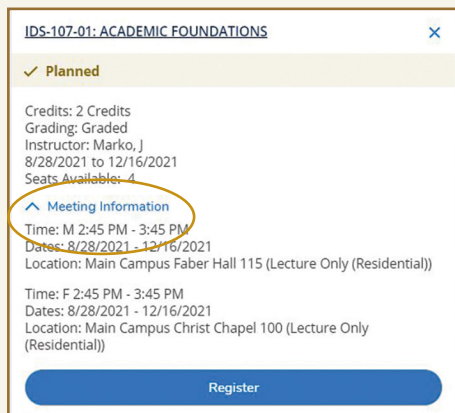 IDS-107-01: ACADEMIC FOUNDATIONS
Planned
Credits: 2 Credits
Grading: Graded
Instructor: Marko, J
8/28/2021 to 12/16/2021
Seats Available: 4
Meeting Information
Time: M 2:45 PM - 3:45 PM
Dates: 8/28/2021 - 12/16/2021
Location: Main Campus Faber Hall 115 (Lecture Only (Residential))
Time: F 2:45 PM - 3:45 PM
Dates: 8/28/2021 - 12/16/2021
Location: Main Campus Christ Chapel 100 (Lecture Only
(Residential))
Register